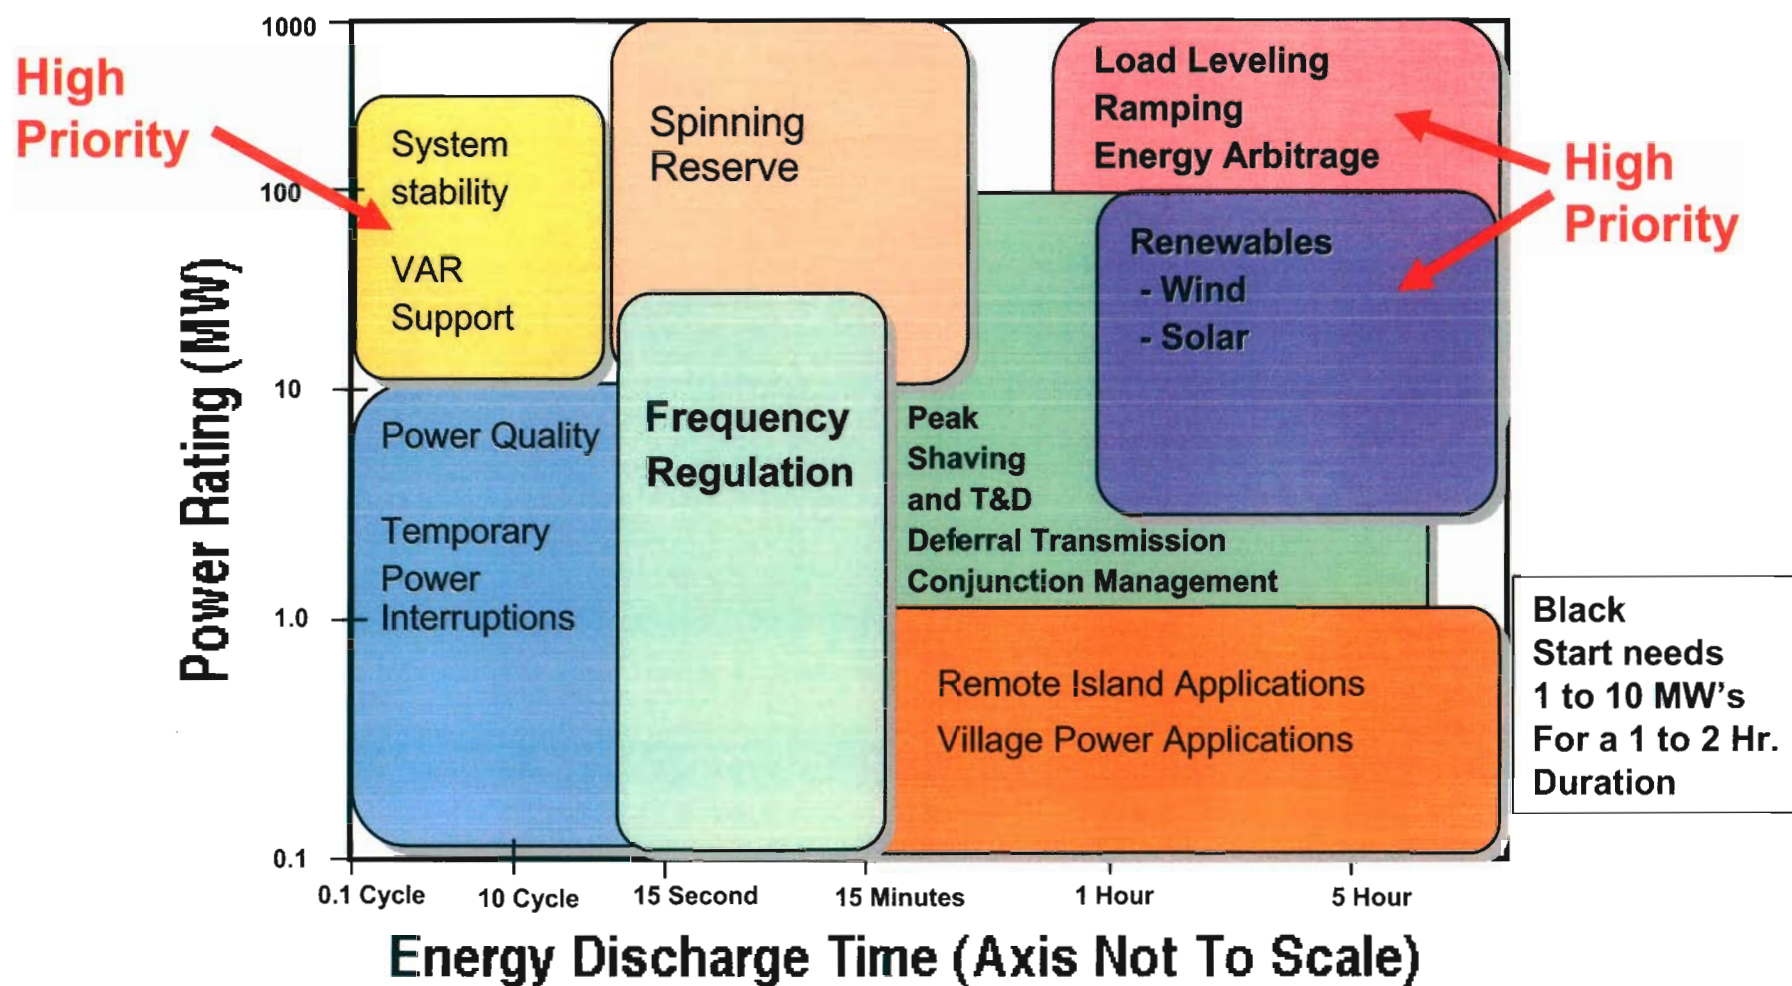 1000
100
10
1.0
0.1
Power Rating (MW)
High
Priority
System
stability
VAR
Support
Spinning
Reserve
Load Leveling
Ramping
Energy Arbitrage
High
Priority
Renewables
- Wind
- Solar
Power Quality
Temporary
Power
Interruptions
Frequency
Regulation
Peak
Shaving
and T&D
Deferral Transmission
Conjunction Management
Remote Island Applications
Village Power Applications
Black
Start needs
1 to 10 MW's
For a 1 to 2 Hr.
Duration
0.1 Cycle
10 Cycle
15 Second
15 Minutes
1 Hour
5 Hour
Energy Discharge Time (Axis Not To Scale)